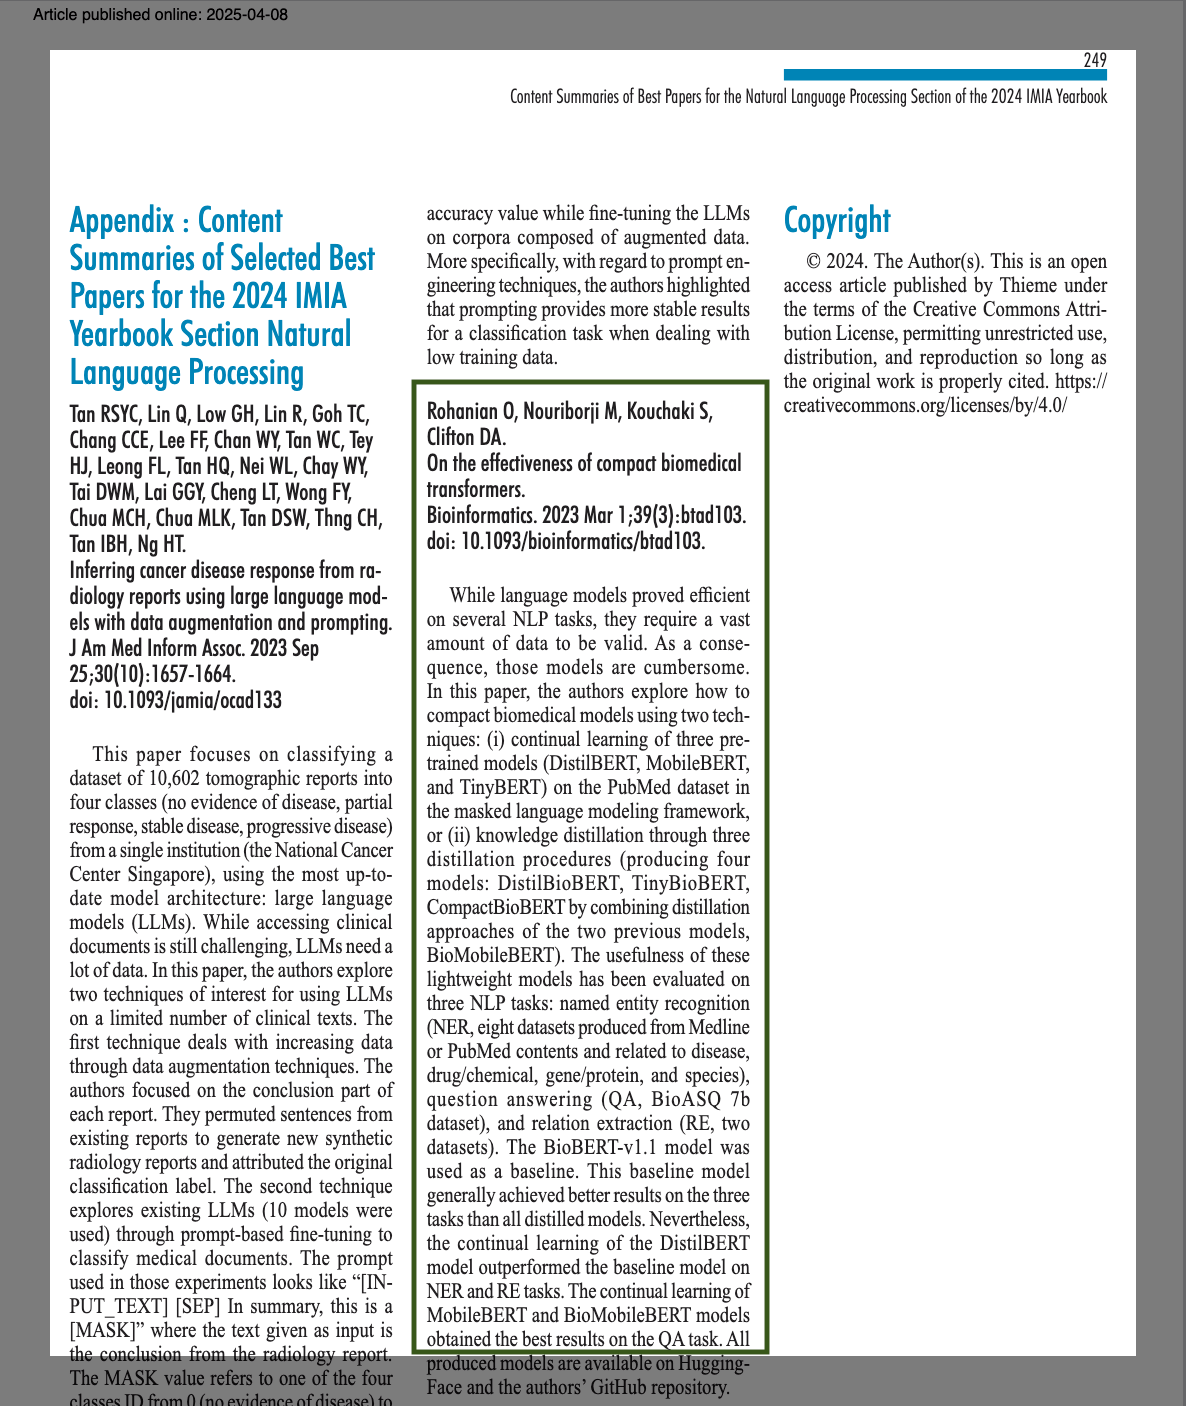 Article published online: 2025-04-08
249
Content Summaries of Best Papers for the Natural Language Processing Section of the 2024 IMIA Yearbook
Appendix : Content
Summaries of Selected Best
Papers for the 2024 IMIA
Yearbook Section Natural
Language Processing
Tan RSYC, Lin Q, Low GH, Lin R, Goh TC,
Chang CCE, Lee FF, Chan WY, Tan WC, Tey
HJ, Leong FL, Tan HQ, Nei WL, Chay WY,
Tai DWM, Lai GGY, Cheng LT, Wong FY,
Chua MCH, Chua MLK, Tan DSW, Thng CH,
Tan IBH, Ng HT.
Inferring cancer disease response from ra-
diology reports using large language mod-
els with data augmentation and prompting.
J Am Med Inform Assoc. 2023 Sep
25;30(10):1657-1664.
doi: 10.1093/jamia/ocad133
This paper focuses on classifying a
dataset of 10,602 tomographic reports into
four classes (no evidence of disease, partial
response, stable disease, progressive disease)
from a single institution (the National Cancer
Center Singapore), using the most up-to-
date model architecture: large language
models (LLMs). While accessing clinical
documents is still challenging, LLMs need a
lot of data. In this paper, the authors explore
two techniques of interest for using LLMs
on a limited number of clinical texts. The
first technique deals with increasing data
through data augmentation techniques. The
authors focused on the conclusion part of
each report. They permuted sentences from
existing reports to generate new synthetic
radiology reports and attributed the original
classification label. The second technique
explores existing LLMs (10 models were
used) through prompt-based fine-tuning to
classify medical documents. The prompt
used in those experiments looks like “[IN-
PUT_TEXT] [SEP] In summary, this is a
[MASK]” where the text given as input is
the conclusion from the radiology report.
The MASK value refers to one of the four
classes ID from 0 (no evidence of disease) to
accuracy value while fine-tuning the LLMs
on corpora composed of augmented data.
More specifically, with regard to prompt en-
gineering techniques, the authors highlighted
that prompting provides more stable results
for a classification task when dealing with
low training data.
Rohanian O, Nouriborji M, Kouchaki S,
Clifton DA.
On the effectiveness of compact biomedical
transformers.
Bioinformatics. 2023 Mar 1;39(3):btad103.
doi: 10.1093/bioinformatics/btad103.
While language models proved efficient
on several NLP tasks, they require a vast
amount of data to be valid. As a conse-
quence, those models are cumbersome.
In this paper, the authors explore how to
compact biomedical models using two tech-
niques: (i) continual learning of three pre-
trained models (DistilBERT, MobileBERT,
and TinyBERT) on the PubMed dataset in
the masked language modeling framework,
or (ii) knowledge distillation through three
distillation procedures (producing four
models: DistilBioBERT, TinyBioBERT,
CompactBioBERT by combining distillation
approaches of the two previous models,
BioMobileBERT). The usefulness of these
lightweight models has been evaluated on
three NLP tasks: named entity recognition
(NER, eight datasets produced from Medline
or PubMed contents and related to disease,
drug/chemical, gene/protein, and species),
question answering (QA, BioASQ 7b
dataset), and relation extraction (RE, two
datasets). The BioBERT-v1.1 model was
used as a baseline. This baseline model
generally achieved better results on the three
tasks than all distilled models. Nevertheless,
the continual learning of the DistilBERT
model outperformed the baseline model on
NER and RE tasks. The continual learning of
MobileBERT and BioMobileBERT models
obtained the best results on the QA task. All
produced models are available on Hugging-
Face and the authors’ GitHub repository.
Copyright
© 2024. The Author(s). This is an open
access article published by Thieme under
the terms of the Creative Commons Attri-
bution License, permitting unrestricted use,
distribution, and reproduction so long as
the original work is properly cited. https://
creativecommons.org/licenses/by/4.0/